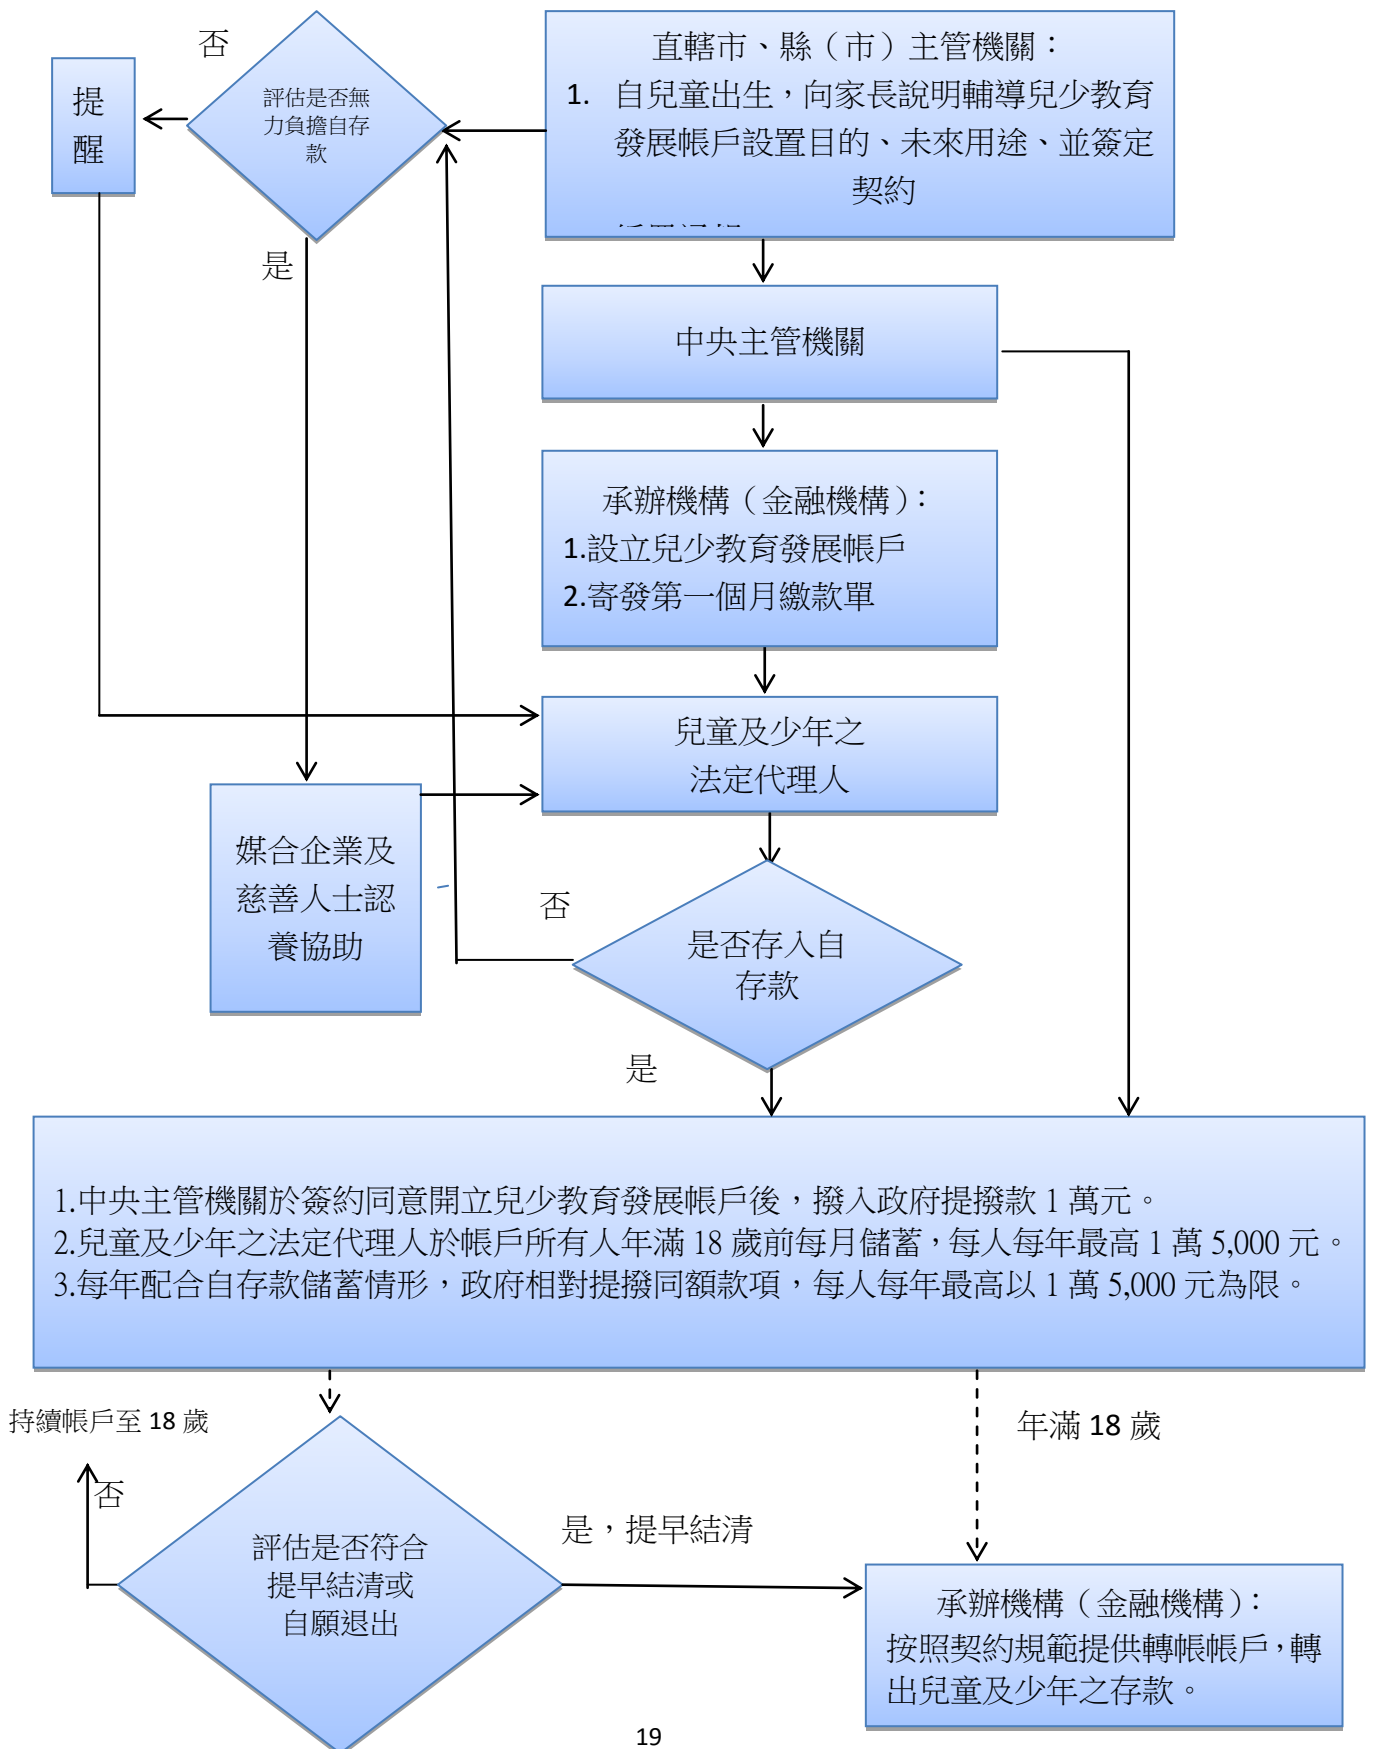 否
提
醒
評估是否無
力負擔自存
款
直轄市、縣（市）主管機關：
1. 自兒童出生，向家長說明輔導兒少教育
發展帳戶設置目的、未來用途、並簽定
契約
是
中央主管機關
承辦機構（金融機構）：
1.設立兒少教育發展帳戶
2.寄發第一個月繳款單
兒童及少年之
法定代理人
媒合企業及
慈善人士認
養協助
否
是否存入自
存款
是
1.中央主管機關於簽約同意開立兒少教育發展帳戶後，撥入政府提撥款 1 萬元。
2.兒童及少年之法定代理人於帳戶所有人年滿 18 歲前每月儲蓄，每人每年最高 1 萬 5,000 元。
3.每年配合自存款儲蓄情形，政府相對提撥同額款項，每人每年最高以 1 萬 5,000 元為限。
持續帳戶至 18 歲
年滿 18 歲
否
是，提早結清
評估是否符合
提早結清或
自願退出
承辦機構（金融機構）：
按照契約規範提供轉帳帳戶，轉
出兒童及少年之存款。
19